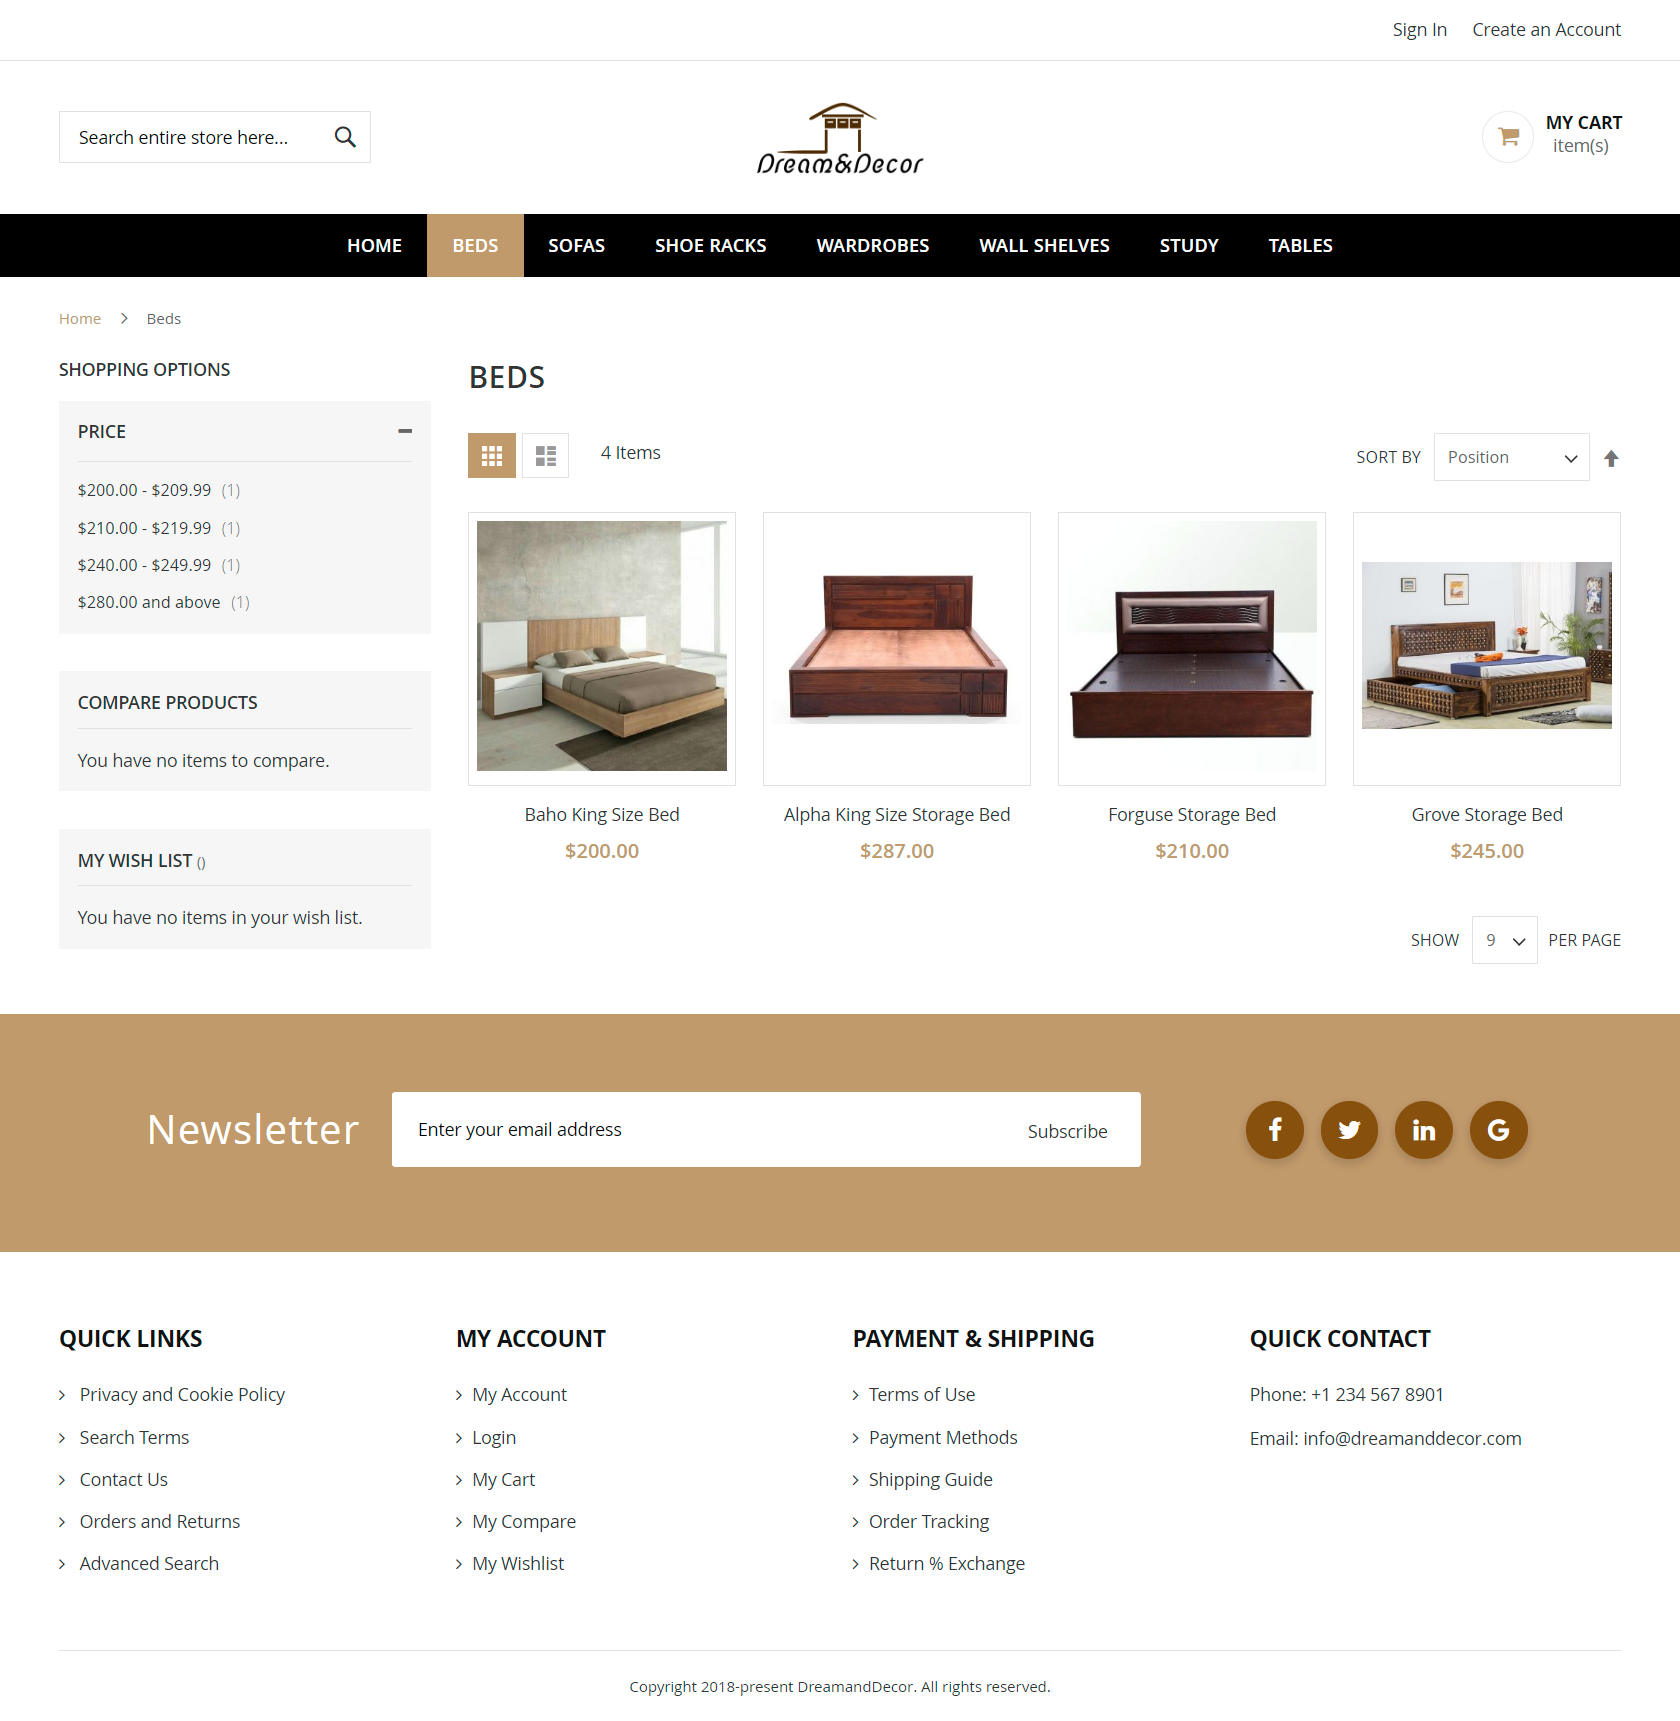 Sign In Create an Account
Search entire store here...
Dream&Decor
MY CART
item(s)
HOME BEDS SOFAS SHOE RACKS WARDROBES WALL SHELVES STUDY TABLES
Home Beds
SHOPPING OPTIONS
PRICE
$200.00 - $209.99 (1)
$210.00 - $219.99 (1)
$240.00 - $249.99 (1)
$280.00 and above (1)
COMPARE PRODUCTS
You have no items to compare.
MY WISH LIST ()
You have no items in your wish list.
BEDS
4 Items
SORT BY Position
Baho King Size Bed
$200.00
Alpha King Size Storage Bed
$287.00
Forguse Storage Bed
$210.00
Grove Storage Bed
$245.00
SHOW 9 PER PAGE
Newsletter
Enter your email address
Subscribe
QUICK LINKS
Privacy and Cookie Policy
Search Terms
Contact Us
Orders and Returns
Advanced Search
MY ACCOUNT
My Account
Login
My Cart
My Compare
My Wishlist
PAYMENT & SHIPPING
Terms of Use
Payment Methods
Shipping Guide
Order Tracking
Return % Exchange
QUICK CONTACT
Phone: +1 234 567 8901
Email: info@dreamanddecor.com
Copyright 2018-present DreamandDecor. All rights reserved.